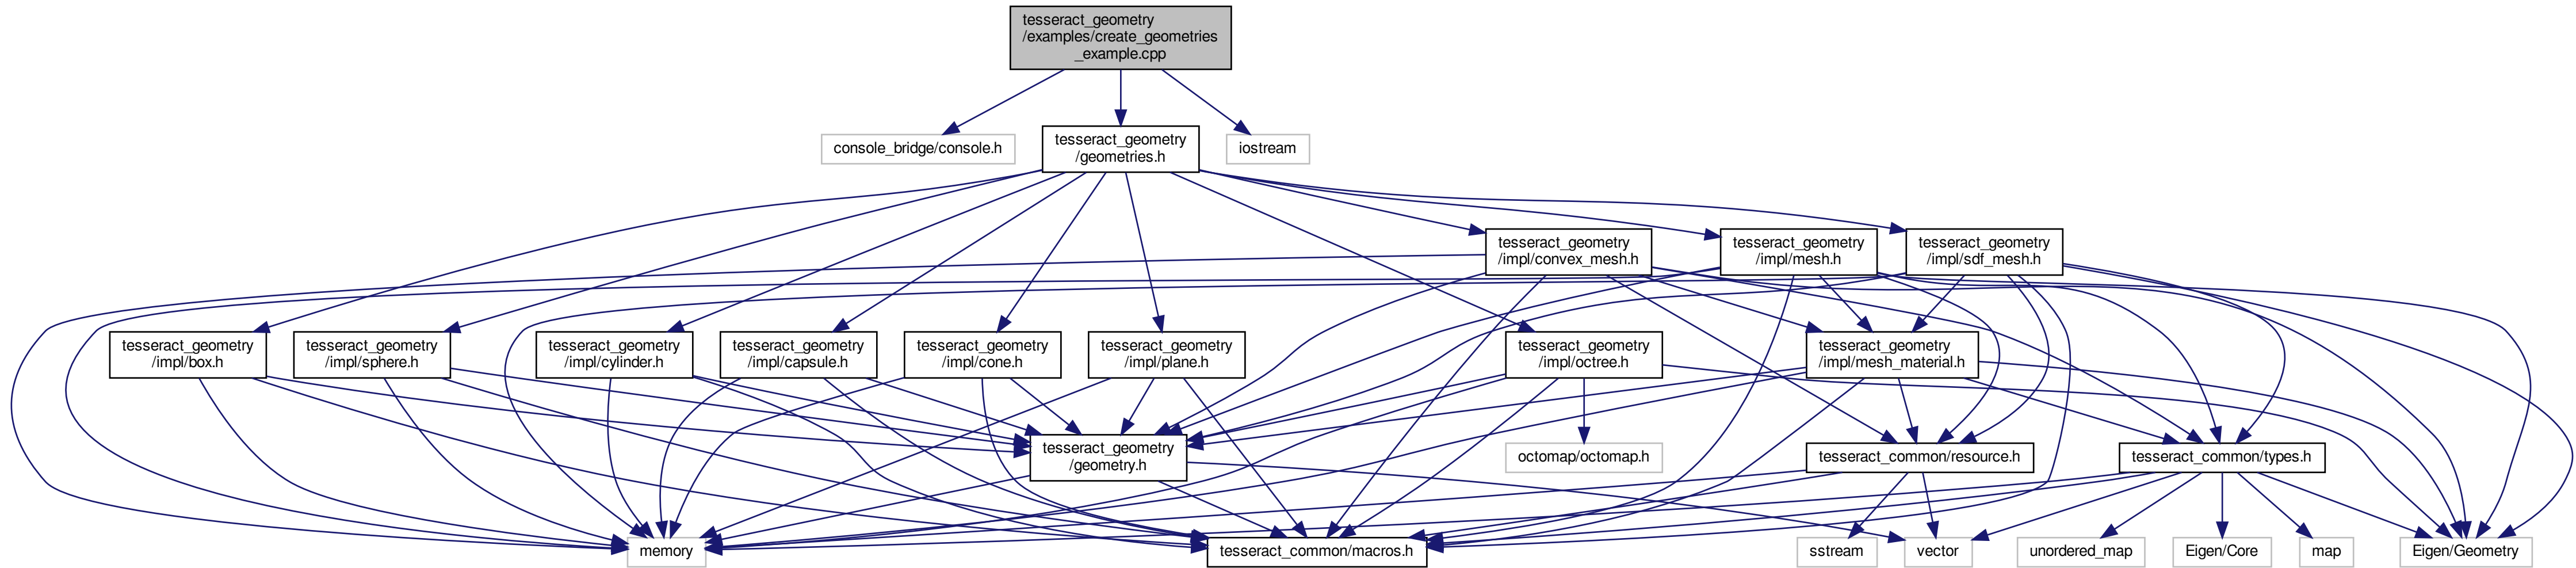 tesseract_geometry
/examples/create_geometries
_example.cpp
console_bridge/console.h
tesseract_geometry
/geometries.h
iostream
tesseract_geometry
/impl/convex_mesh.h
tesseract_geometry
/impl/mesh.h
tesseract_geometry
/impl/sdf_mesh.h
tesseract_geometry
/impl/box.h
tesseract_geometry
/impl/sphere.h
tesseract_geometry
/impl/cylinder.h
tesseract_geometry
/impl/capsule.h
tesseract_geometry
/impl/cone.h
tesseract_geometry
/impl/plane.h
tesseract_geometry
/impl/octree.h
tesseract_geometry
/impl/mesh_material.h
tesseract_geometry
/geometry.h
octomap/octomap.h
tesseract_common/resource.h
tesseract_common/types.h
memory
tesseract_common/macros.h
sstream
vector
unordered_map
Eigen/Core
map
Eigen/Geometry